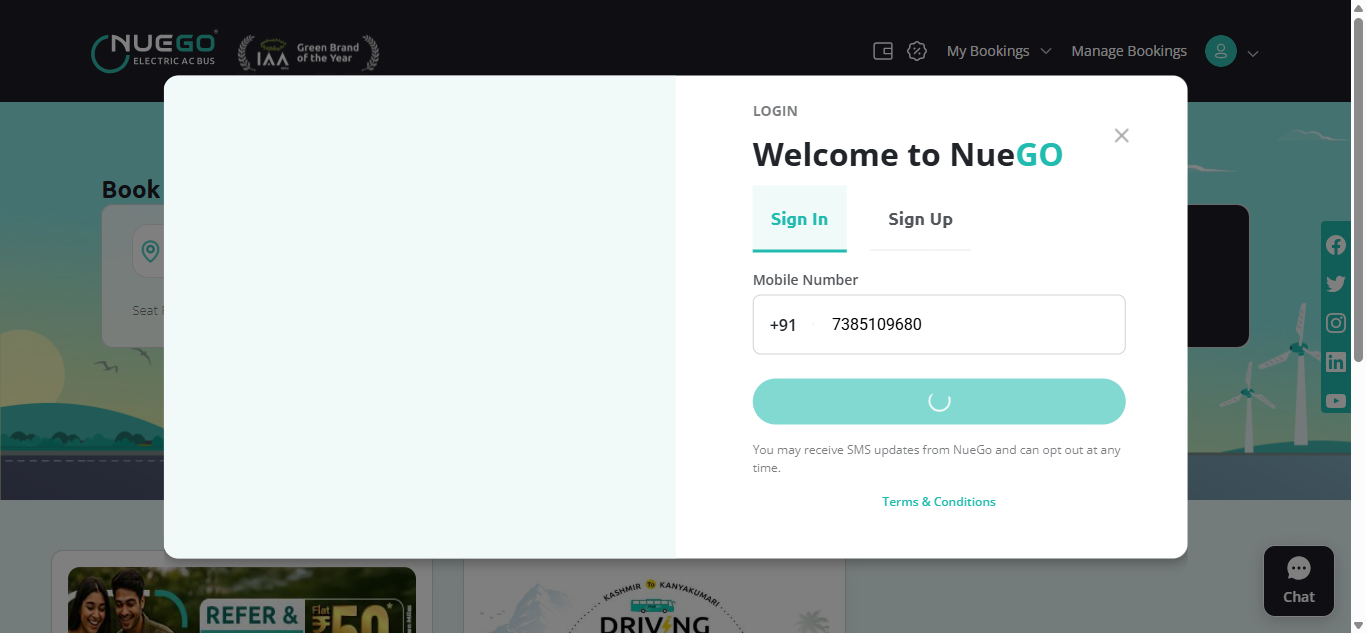 NUEGO
ELECTRIC AC BUS
IAA
Green Brand
of the Year
My Bookings
Manage Bookings
LOGIN
Welcome to NueGO
Sign In
Sign Up
Mobile Number
+91
7385109680
You may receive SMS updates from NueGo and can opt out at any
time.
Terms & Conditions
Book
Seat
Chat
REFER &
Flat
₹50*
KASHMIR To KANYAKUMARI
DRIVING